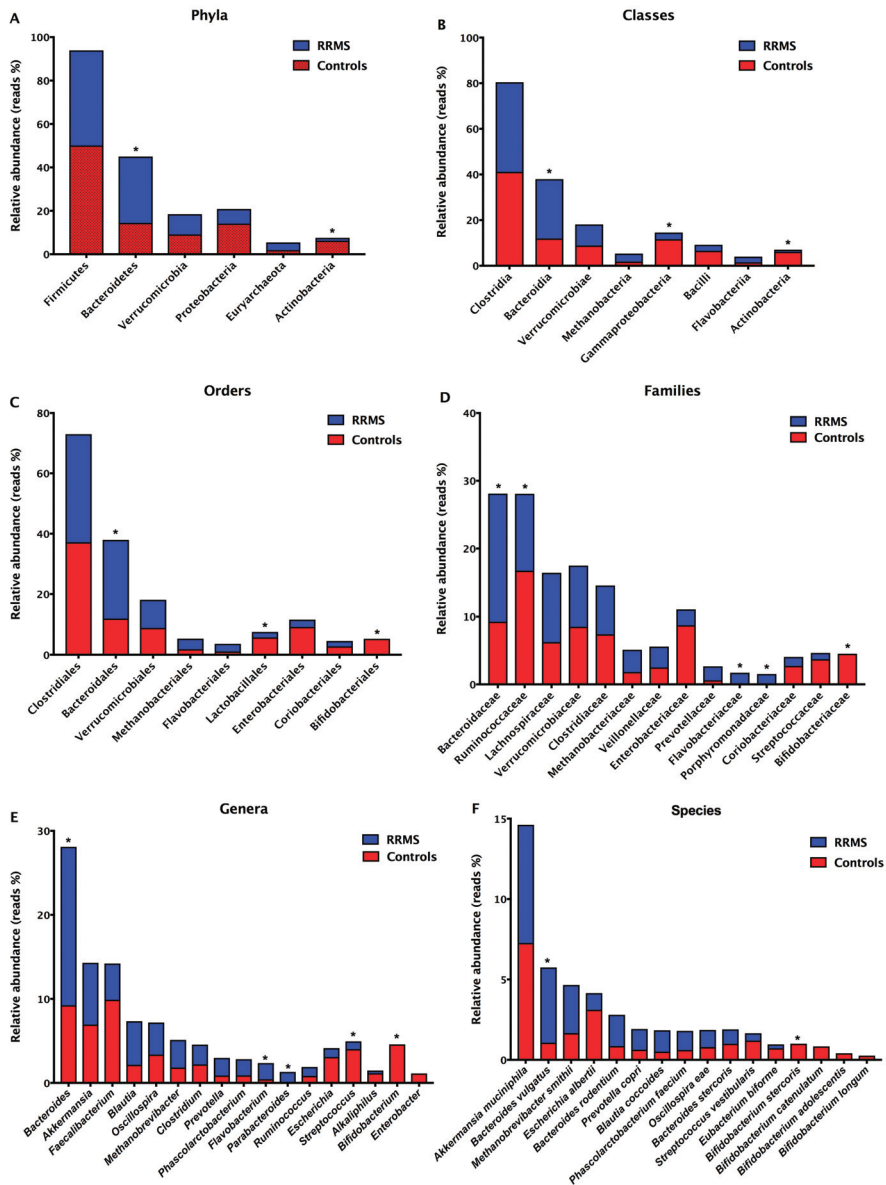 A
Phyla
Relative abundance (reads %)
100
80
60
40
20
0
RRMS
Controls
*
*
Firmicutes
Bacteroidetes
Verrucomicrobia
Proteobacteria
Euryarchaeota
Actinobacteria
B
Classes
Relative abundance (reads %)
100
80
60
40
20
0
RRMS
Controls
*
*
*
Clostridia
Bacteroidia
Verrucomicrobiae
Methanobacteria
Gammaproteobacteria
Bacilli
Flavobacteriia
Actinobacteria
C
Orders
Relative abundance (reads %)
80
60
40
20
0
RRMS
Controls
*
*
*
Clostridiales
Bacteroidales
Verrucomicrobiales
Methanobacteriales
Flavobacteriales
Lactobacillales
Enterobacteriales
Coriobacteriales
Bifidobacteriales
D
Families
Relative abundance (reads %)
40
30
20
10
0
RRMS
Controls
*
*
*
*
*
Bacteroidaceae
Ruminococaceae
Lachnospiraceae
Verrucomicrobiaceae
Clostridiaceae
Methanobacteriaceae
Veillonellaceae
Enterobacteriaceae
Prevotellaceae
Flavobacteriaceae
Porphyromonadaceae
Coriobacteriaceae
Streptococcaceae
Bifidobacteriaceae
E
Genera
Relative abundance (reads %)
30
20
10
0
RRMS
Controls
*
*
*
*
*
Bacteroides
Akkermansia
Faecalibacterium
Blautia
Oscillospira
Methanobrevibacter
Clostridium
Prevotella
Phascolarctobacterium
Flavobacterium
Parabacteroides
Ruminococcus
Escherichia
Streptococcus
Alkaliphilus
Bifidobacterium
Enterobacter
F
Species
Relative abundance (reads %)
15
10
5
0
RRMS
Controls
*
*
Akkermansia muciniphila
Bacteroides vulgatus
Methanobrevibacter smithii
Escherichia albertii
Bacteroides rodentium
Prevotella copri
Blautia coccoides
Phascolarctobacterium faecium
Oscillospira eae
Bacteroides stercoris
Streptococcus vestibularis
Eubacterium biforme
Bifidobacterium stercoris
Bifidobacterium catenulatum
Bifidobacterium adolescentis
Bifidobacterium longum